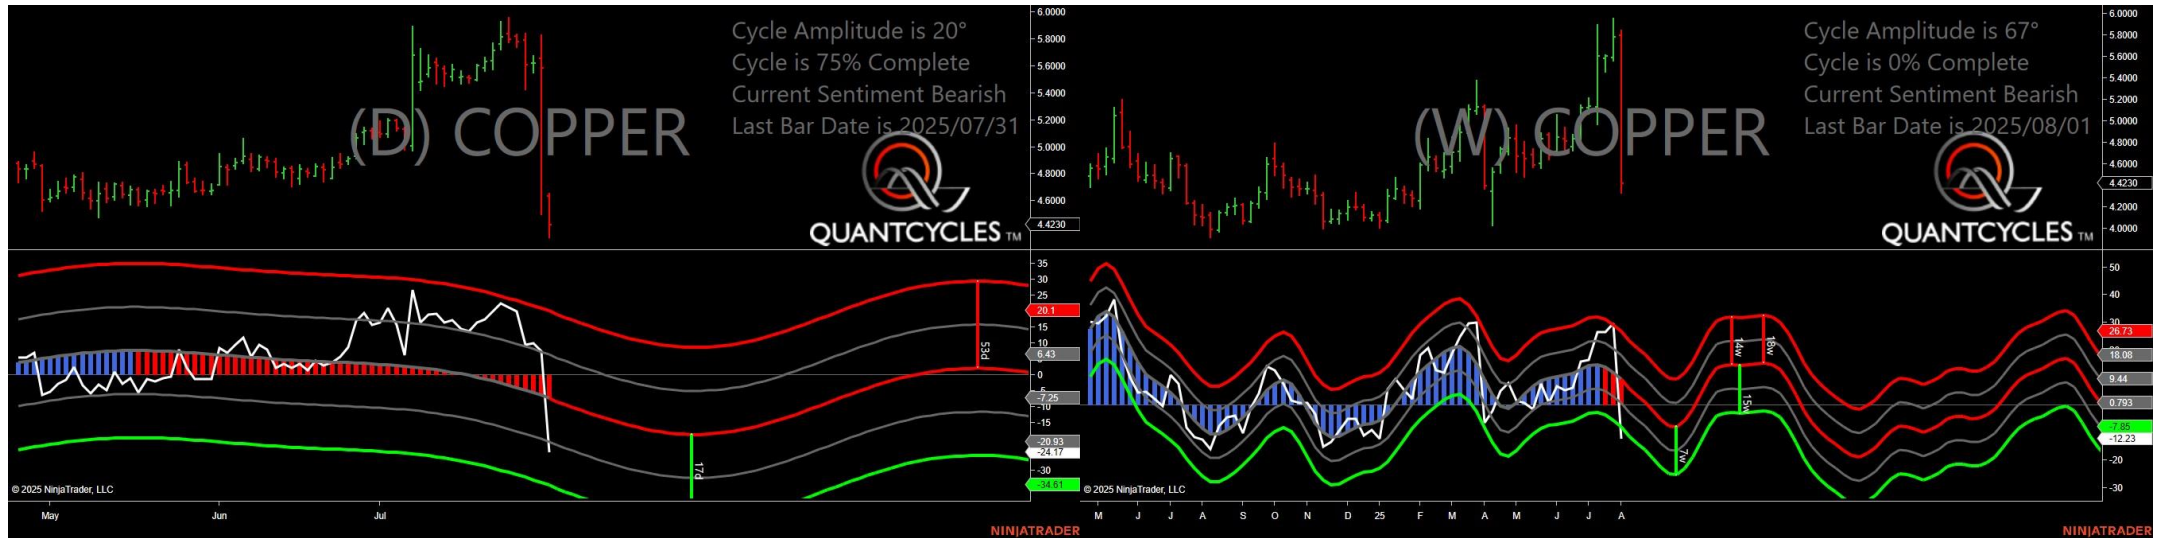 Cycle Amplitude is 20°
Cycle is 75% Complete
Current Sentiment Bearish
Last Bar Date is 2025/07/31
(D) COPPER
QUANTCYCLES TM
6.0000
5.8000
5.6000
5.4000
5.2000
5.0000
4.8000
4.6000
4.4230
35
30
25
20.1
15
10
6.43
0
-5
-7.25
-10
-15
-20.93
-24.17
-30
-34.61
53d
17d
© 2025 NinjaTrader, LLC
May Jun Jul
NINJATRADER
Cycle Amplitude is 67°
Cycle is 0% Complete
Current Sentiment Bearish
Last Bar Date is 2025/08/01
(W) COPPER
QUANTCYCLES TM
6.0000
5.8000
5.6000
5.4000
5.2000
5.0000
4.8000
4.6000
4.4230
4.2000
4.0000
50
40
30
26.73
18.08
9.44
0.793
-7.85
-12.23
-20
-30
14w
18w
15w
7w
© 2025 NinjaTrader, LLC
M J J A S O N D 25 F M A M J J A
NINJATRADER